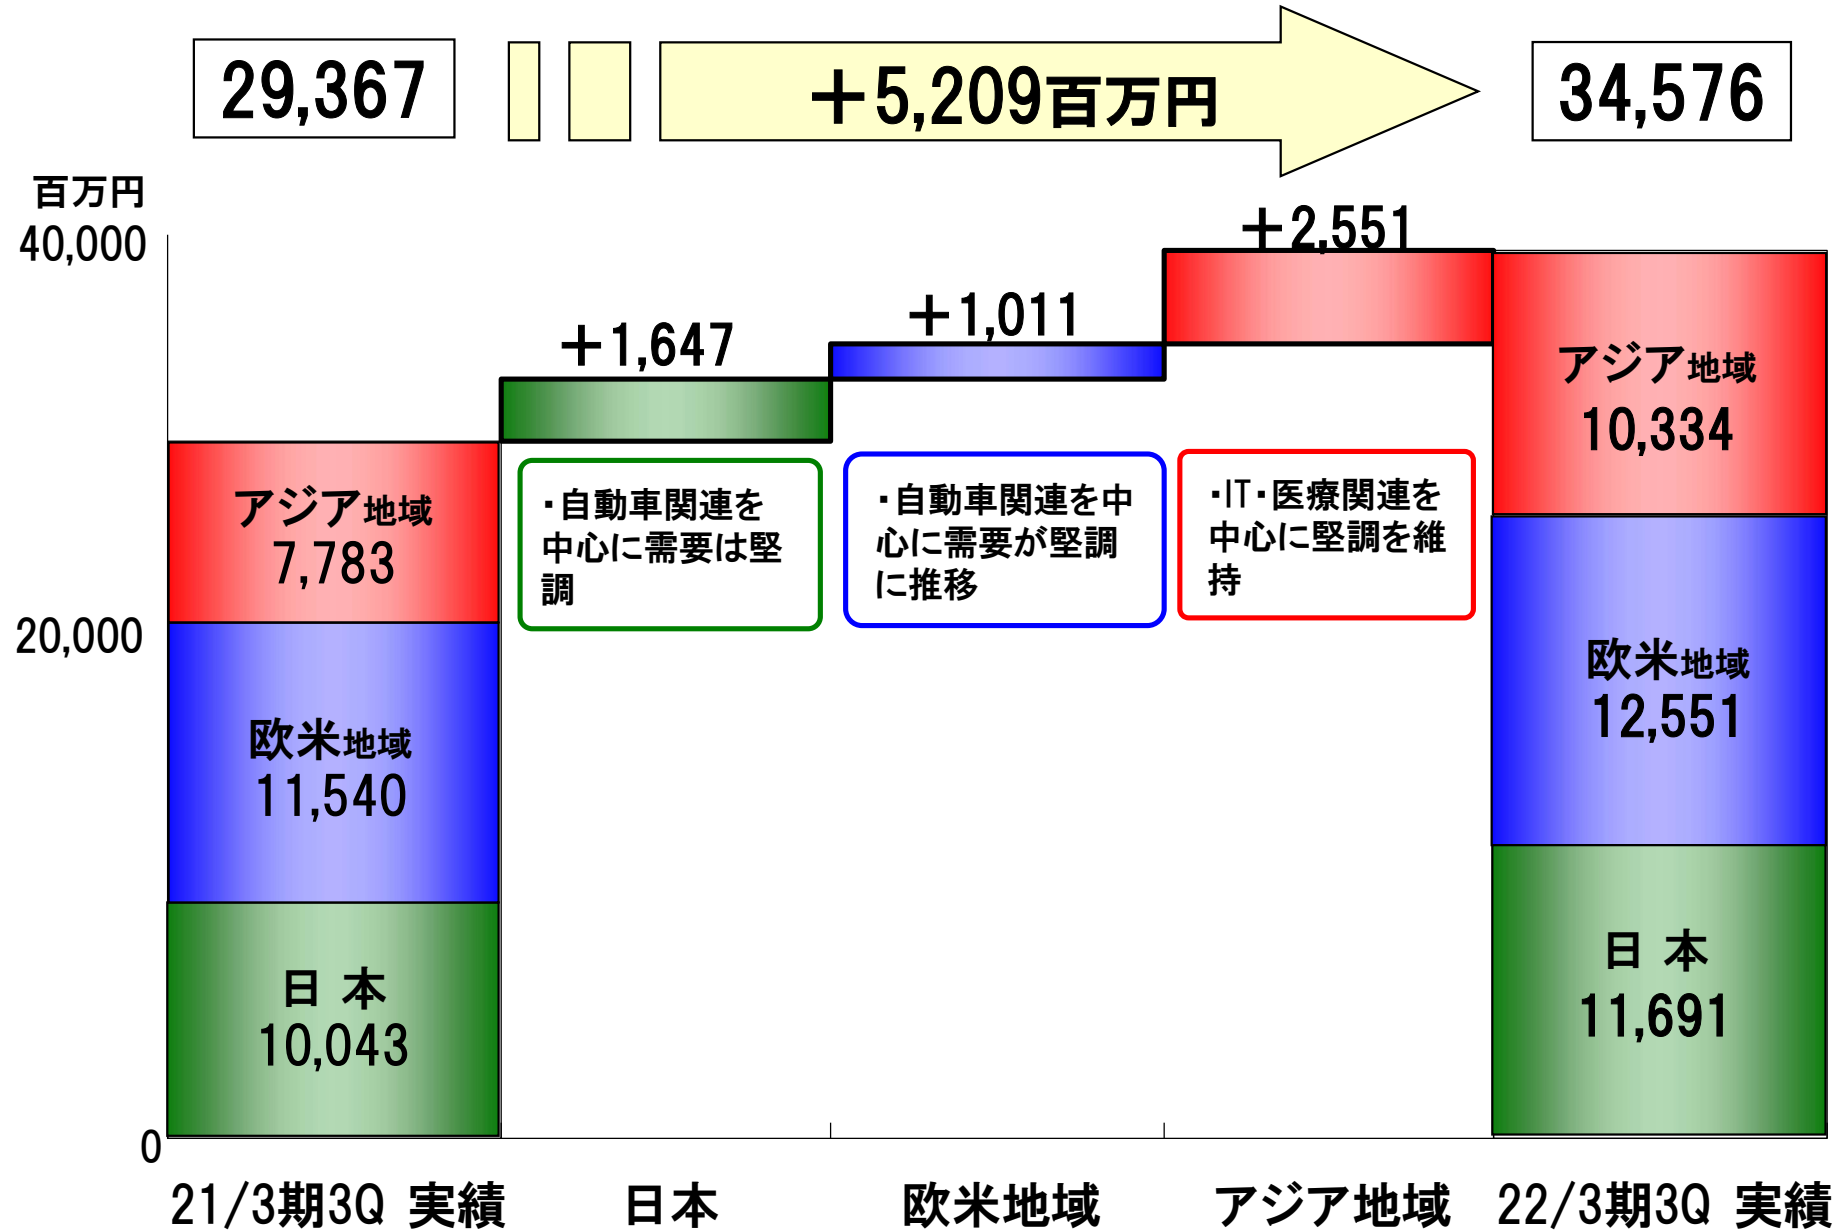 29,367
＋5,209百万円
34,576
百万円
40,000
20,000
0
＋1,647
＋1,011
＋2,551
アジア地域
7,783
欧米地域
11,540
日 本
10,043
・自動車関連を
中心に需要は堅
調
・自動車関連を中
心に需要が堅調
に推移
・IT・医療関連を
中心に堅調を維
持
アジア地域
10,334
欧米地域
12,551
日 本
11,691
21/3期3Q 実績
日本
欧米地域
アジア地域
22/3期3Q 実績